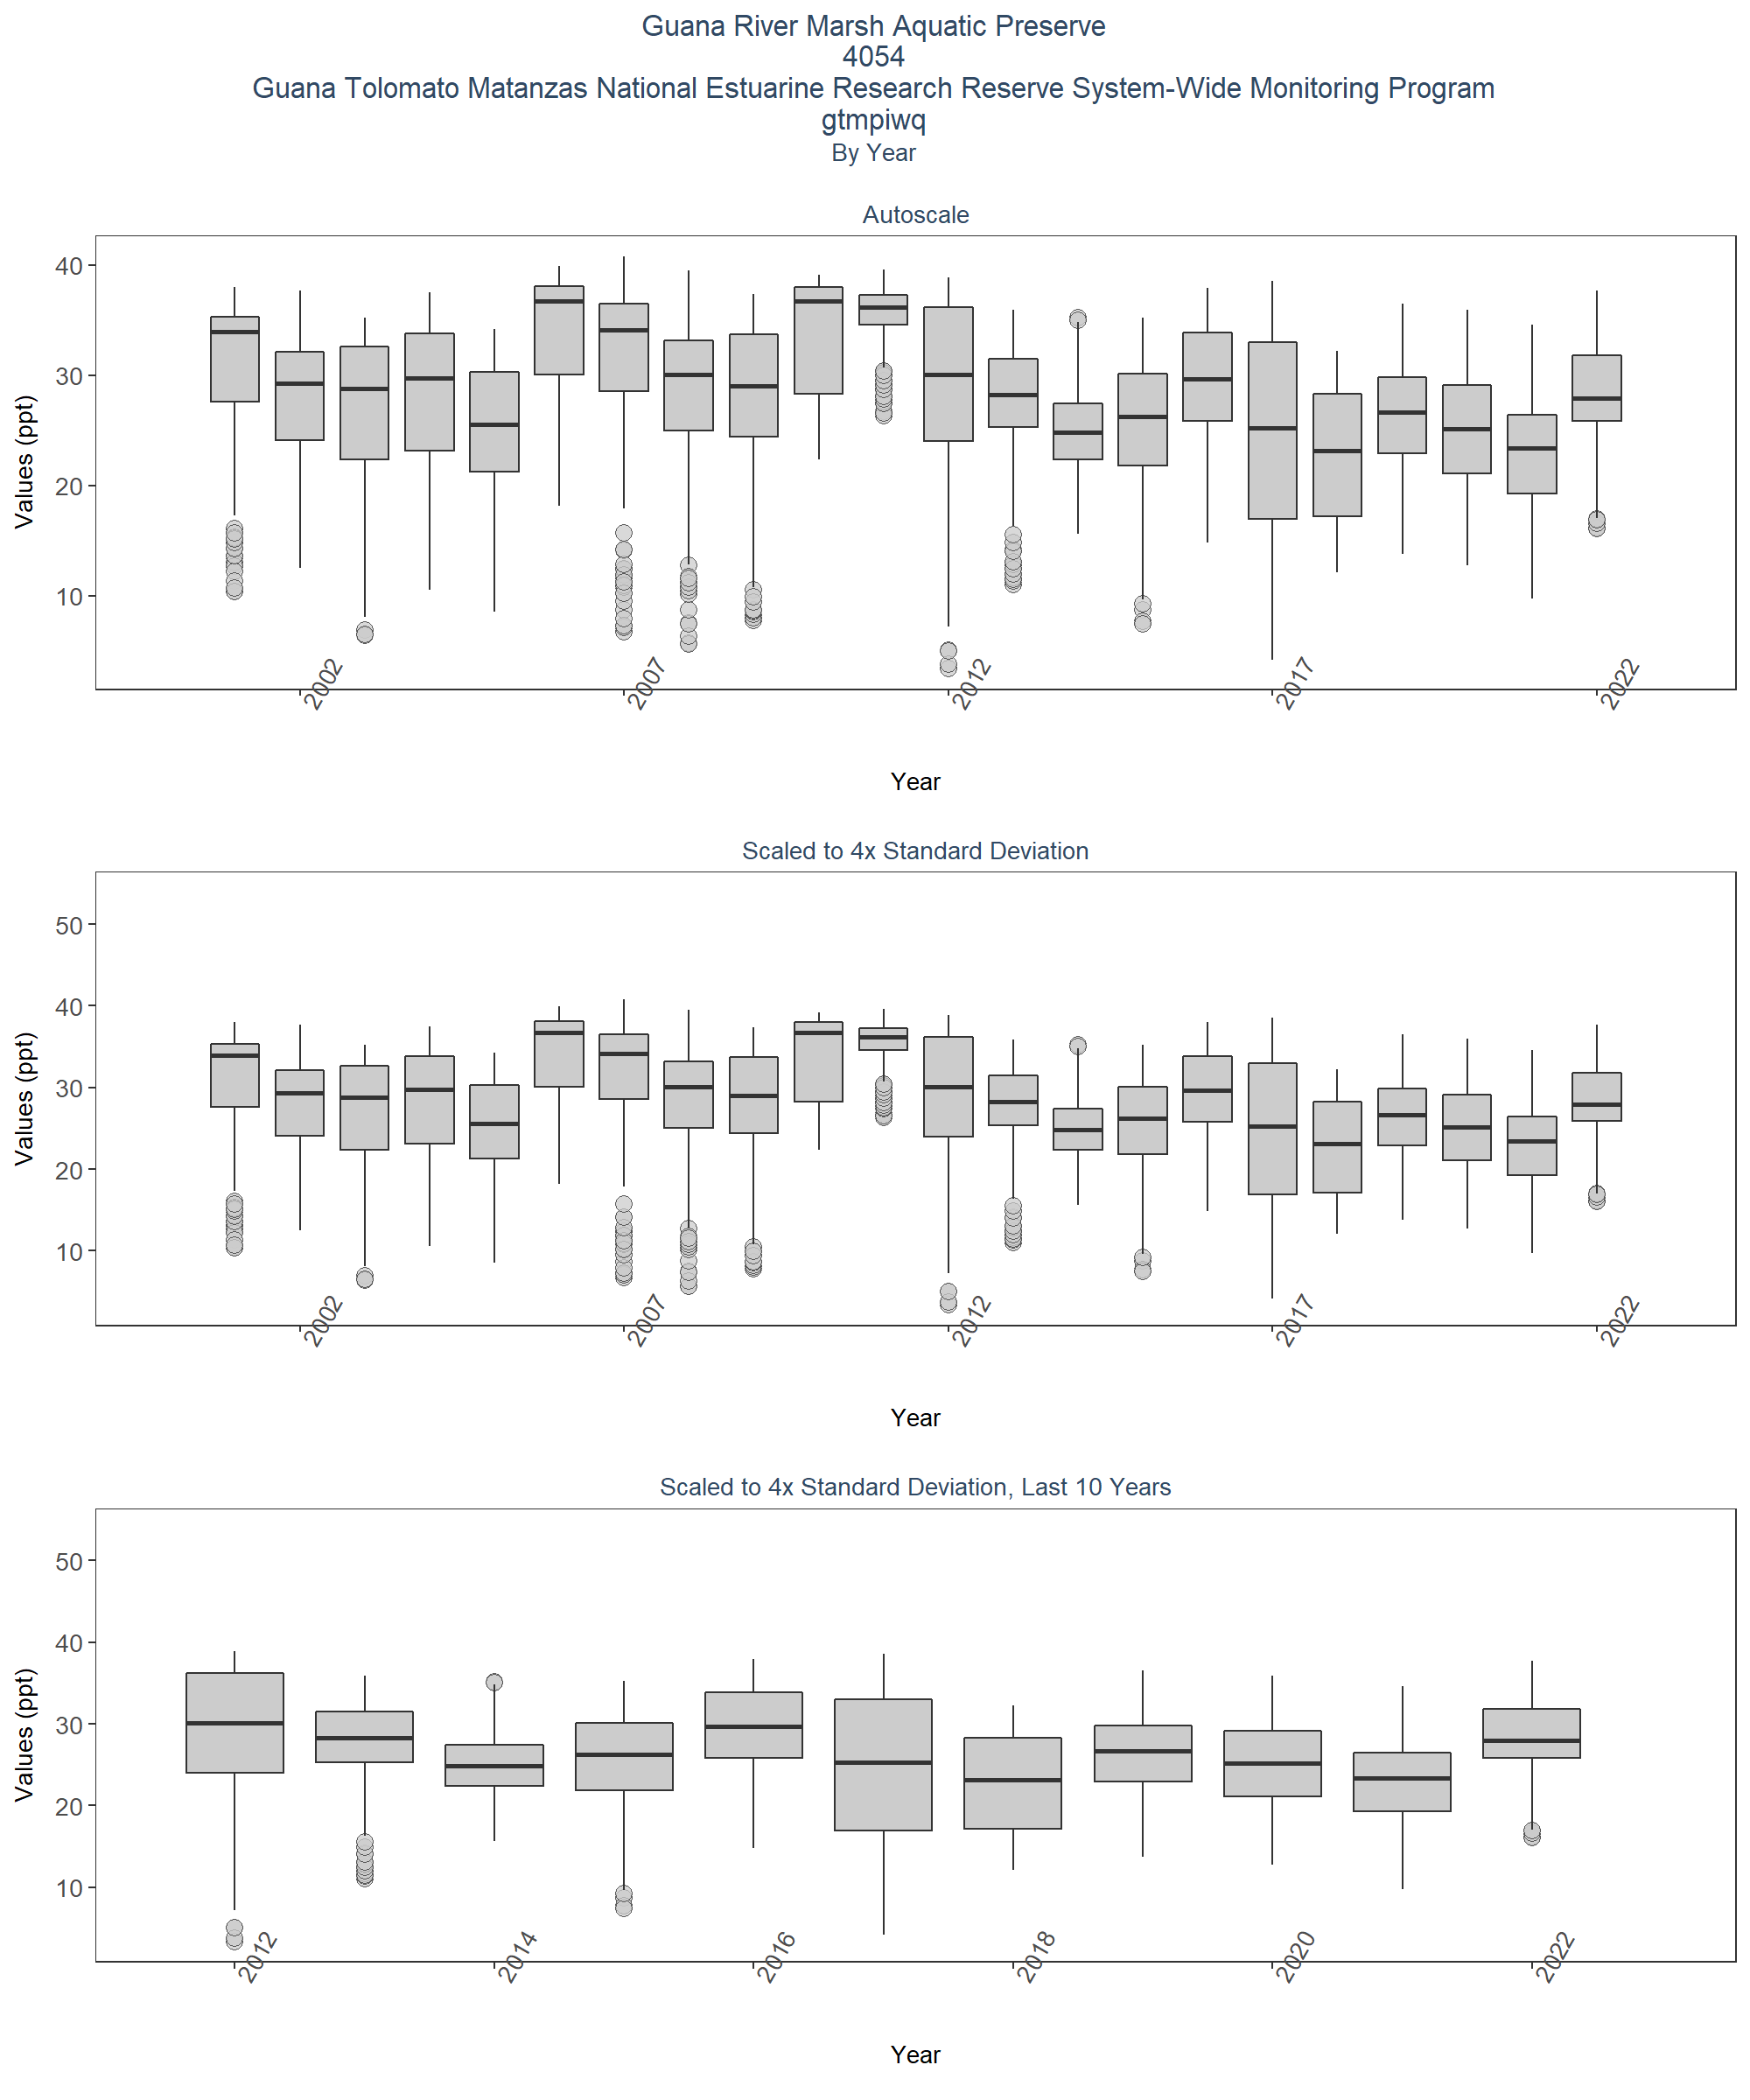 Guana River Marsh Aquatic Preserve
4054
Guana Tolomato Matanzas National Estuarine Research Reserve System-Wide Monitoring Program
gtmpiwq
By Year
Autoscale
Values (ppt)
40
30
20
10
2002
2007
2012
2017
2022
Year
Scaled to 4x Standard Deviation
Values (ppt)
50
40
30
20
10
2002
2007
2012
2017
2022
Year
Scaled to 4x Standard Deviation, Last 10 Years
Values (ppt)
50
40
30
20
10
2012
2014
2016
2018
2020
2022
Year